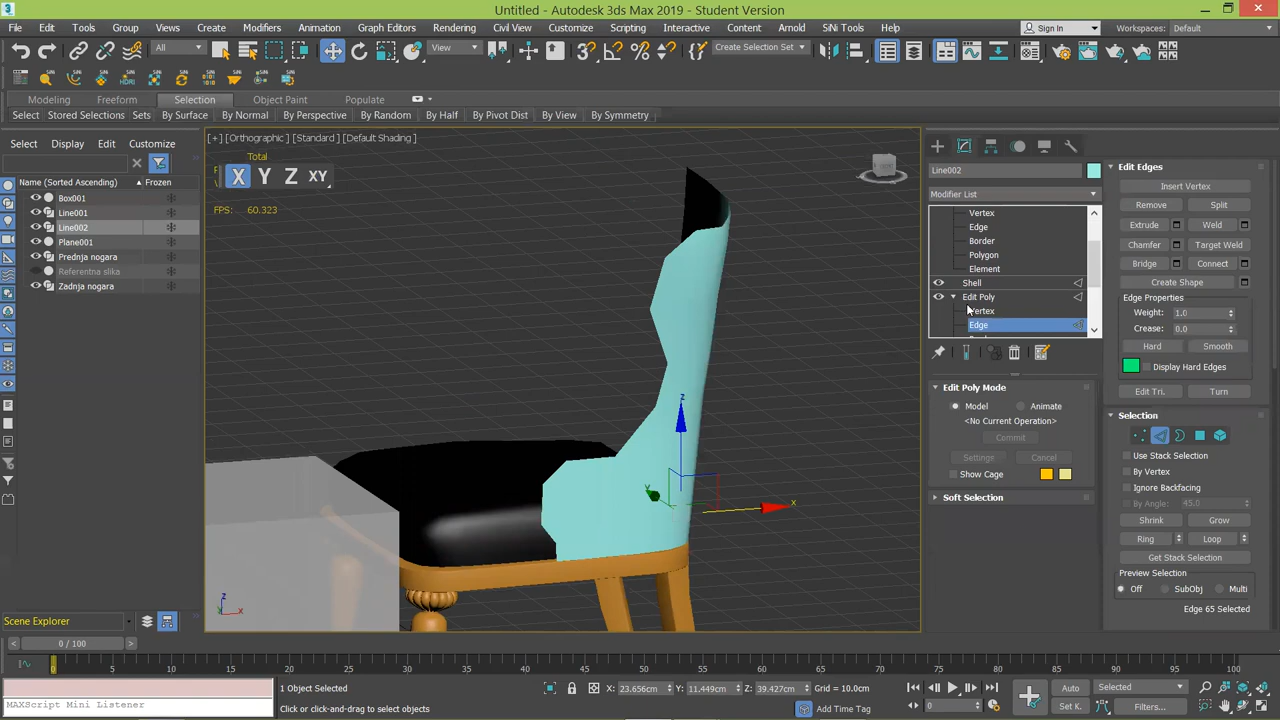 Untitled - Autodesk 3ds Max 2019 - Student Version
File Edit Tools Group Views Create Modifiers Animation Graph Editors Rendering Civil View Customize Scripting Interactive Content Arnold SiNi Tools Help
Sign In Workspaces: Default
All View Create Selection Set
Modeling Freeform Selection Object Paint Populate
Select Stored Selections Sets By Surface By Normal By Perspective By Random By Half By Pivot Dist By View By Symmetry
Select Display Edit Customize
Name (Sorted Ascending) Frozen
Box001
Line001
Line002
Plane001
Prednja nogara
Referentna slika
Zadnja nogara
Scene Explorer
[+] [Orthographic] [Standard] [Default Shading]
Total
X Y Z XY
FPS: 60.323
z
x
y
z
x
Line002
Modifier List
Vertex
Edge
Border
Polygon
Element
Shell
Edit Poly
Vertex
Edge
Edit Poly Mode
Model Animate
<No Current Operation>
Commit
Settings Cancel
Show Cage
Soft Selection
Edit Edges
Insert Vertex
Remove Split
Extrude Weld
Chamfer Target Weld
Bridge Connect
Create Shape
Edge Properties
Weight: 1.0
Crease: 0.0
Hard Smooth
Display Hard Edges
Edit Tri. Turn
Selection
Use Stack Selection
By Vertex
Ignore Backfacing
By Angle: 45.0
Shrink Grow
Ring Loop
Get Stack Selection
Preview Selection
Off SubObj Multi
Edge 65 Selected
0 / 100
0 5 10 15 20 25 30 35 40 45 50 55 60 65 70 75 80 85 90 95 100
MAXScript Mini Listener
1 Object Selected
Click or click-and-drag to select objects
X: 23.656cm Y: 11.449cm Z: 39.427cm Grid = 10.0cm
Add Time Tag
0
Auto Selected
Set K. Filters...